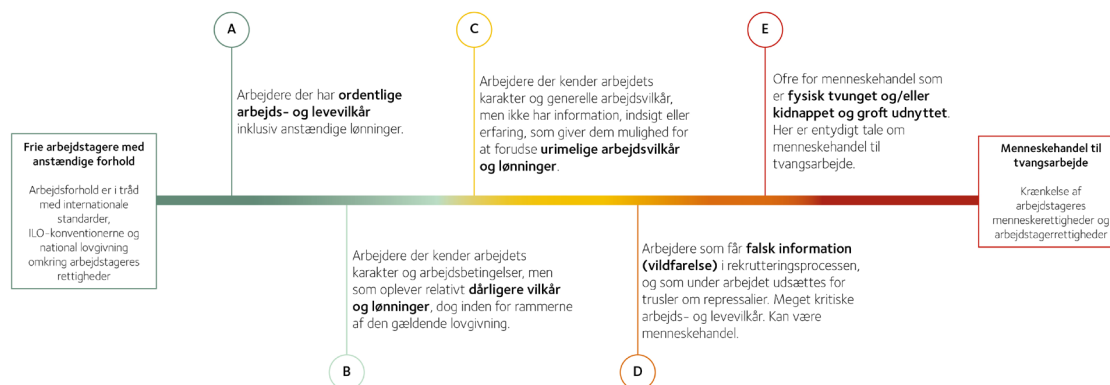 A
C
E
Arbejdere der har ordentlige
arbejds- og levevilkår
inklusiv anstændige lønninger.
Arbejdere der kender arbejdets
karakter og generelle arbejdsvilkår,
men ikke har information, indsigt eller
erfaring, som giver dem mulighed for
at forudse urimelige arbejdsvilkår
og lønninger.
Ofre for menneskehandel som
er fysisk tvunget og/eller
kidnappet og groft udnyttet.
Her er entydigt tale om
menneskehandel til
tvangsarbejde.
Frie arbejdstagere med
anstændige forhold
Arbejdsforhold er i tråd
med internationale
standarder,
ILO-konventionerne og
national lovgivning
omkring arbejdstageres
rettigheder
Menneskehandel til
tvangsarbejde
Krænkelse af
arbejdstageres
menneskerettigheder og
arbejdstagerrettigheder
Arbejdere der kender arbejdets
karakter og arbejdsbetingelser, men
som oplever relativt dårligere vilkår
og lønninger, dog inden for rammerne
af den gældende lovgivning.
Arbejdere som får falsk information
(vildfarelse) i rekrutteringsprocessen,
og som under arbejdet udsættes for
trusler om repressalier. Meget kritiske
arbejds- og levevilkår. Kan være
menneskehandel.
B
D